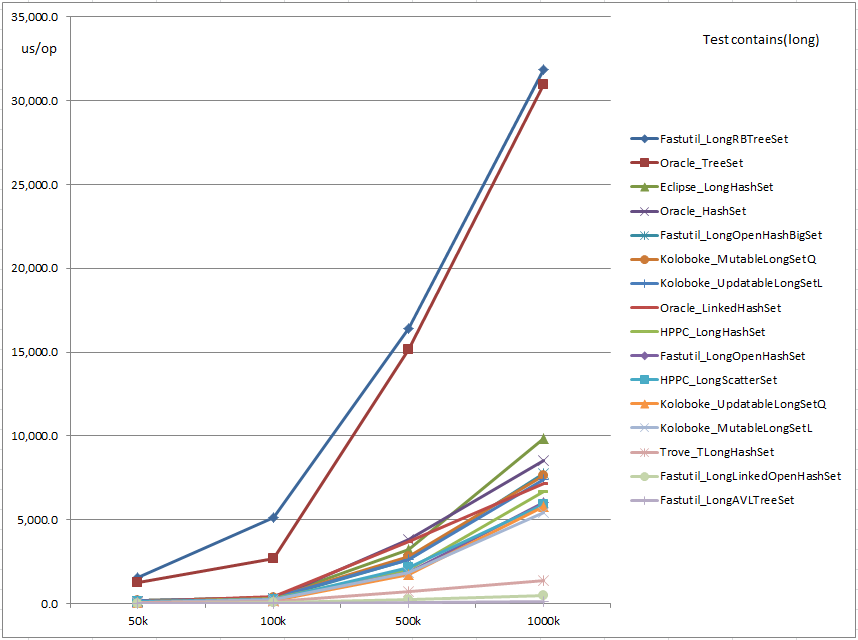 35,000.0
us/op
Test contains(long)
30,000.0
25,000.0
20,000.0
15,000.0
10,000.0
5,000.0
0.0
50k
100k
500k
1000k
Fastutil_LongRBTreeSet
Oracle_TreeSet
Eclipse_LongHashSet
Oracle_HashSet
Fastutil_LongOpenHashBigSet
Koloboke_MutableLongSetQ
Koloboke_UpdatableLongSetL
Oracle_LinkedHashSet
HPPC_LongHashSet
Fastutil_LongOpenHashSet
HPPC_LongScatterSet
Koloboke_UpdatableLongSetQ
Koloboke_MutableLongSetL
Trove_TLongHashSet
Fastutil_LongLinkedOpenHashSet
Fastutil_LongAVLTreeSet